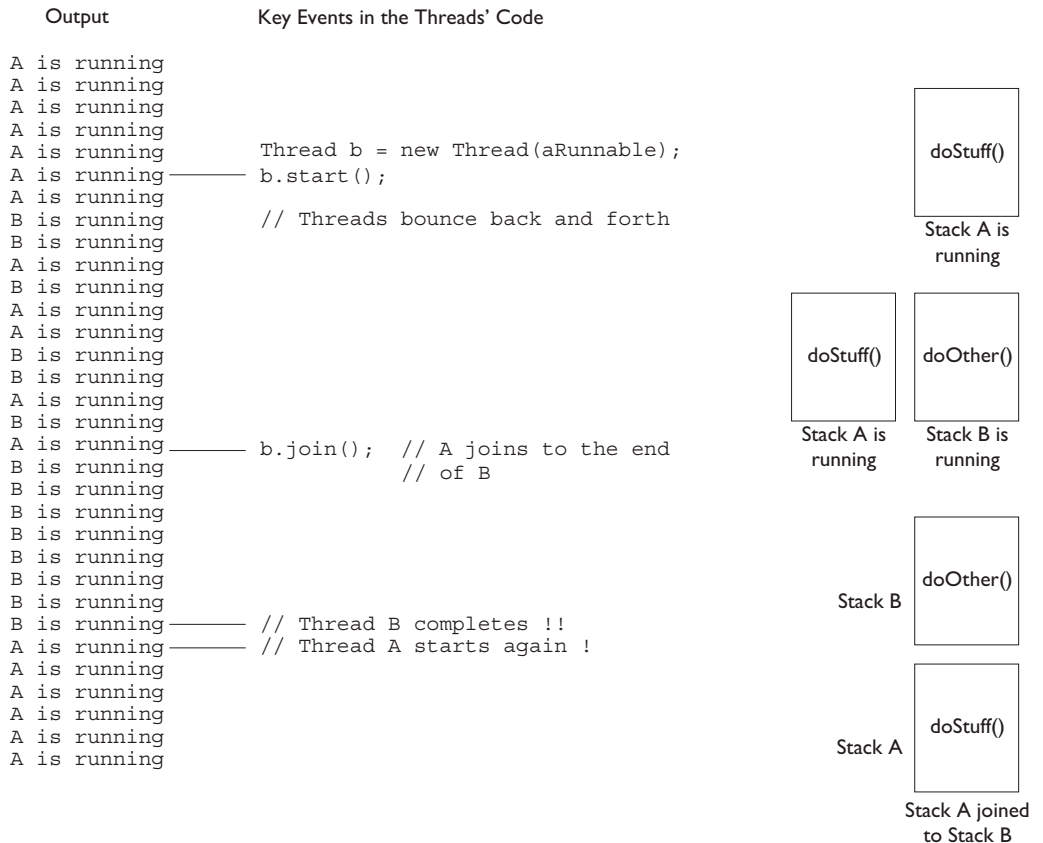 Output
Key Events in the Threads' Code
A is running
A is running
A is running
A is running
A is running
A is running
A is running
B is running
B is running
A is running
B is running
A is running
A is running
B is running
B is running
A is running
B is running
A is running
B is running
B is running
B is running
B is running
B is running
B is running
B is running
B is running
A is running
A is running
A is running
A is running
A is running
A is running
Thread b = new Thread(aRunnable);
b.start();
// Threads bounce back and forth
b.join();  // A joins to the end
// of B
// Thread B completes !!
// Thread A starts again !
doStuff()
Stack A is
running
doStuff()
Stack A is
running
doOther()
Stack B is
running
Stack B
doOther()
Stack A
doStuff()
Stack A joined
to Stack B